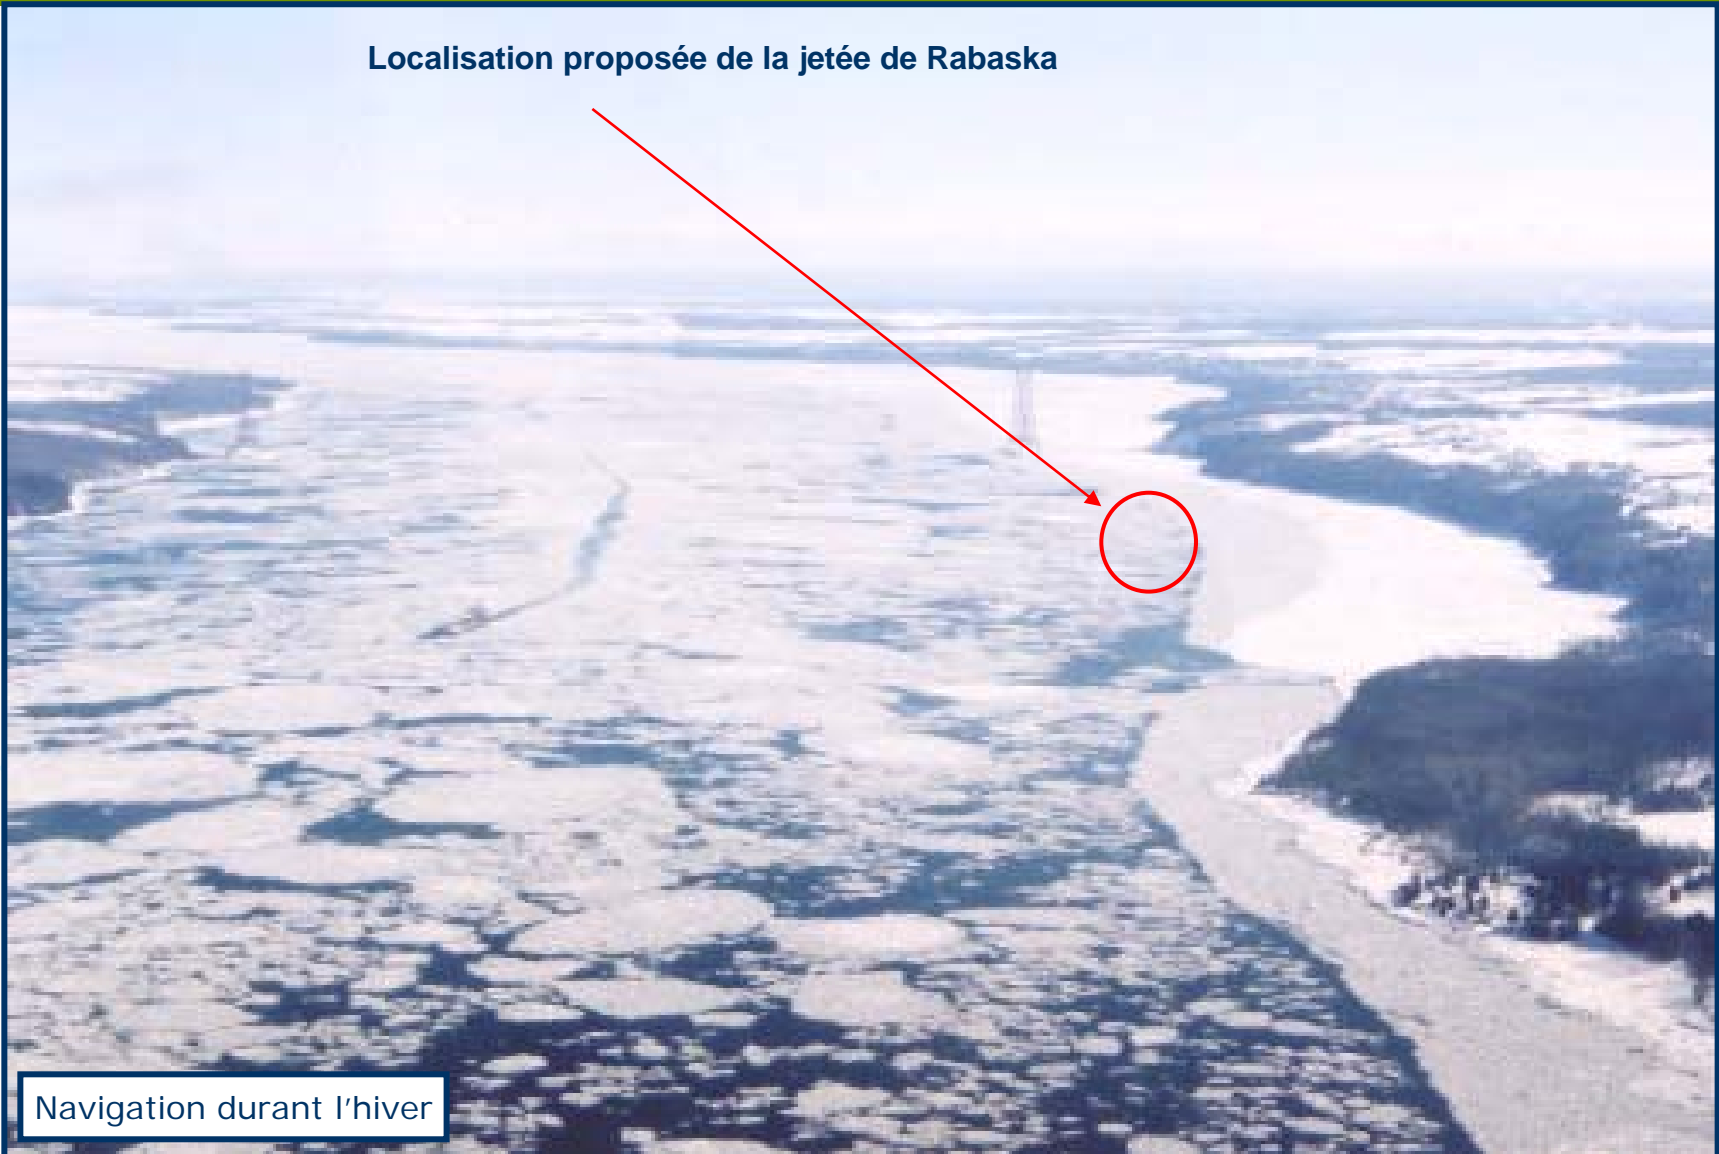 Localisation proposée de la jetée de Rabaska
Navigation durant l'hiver